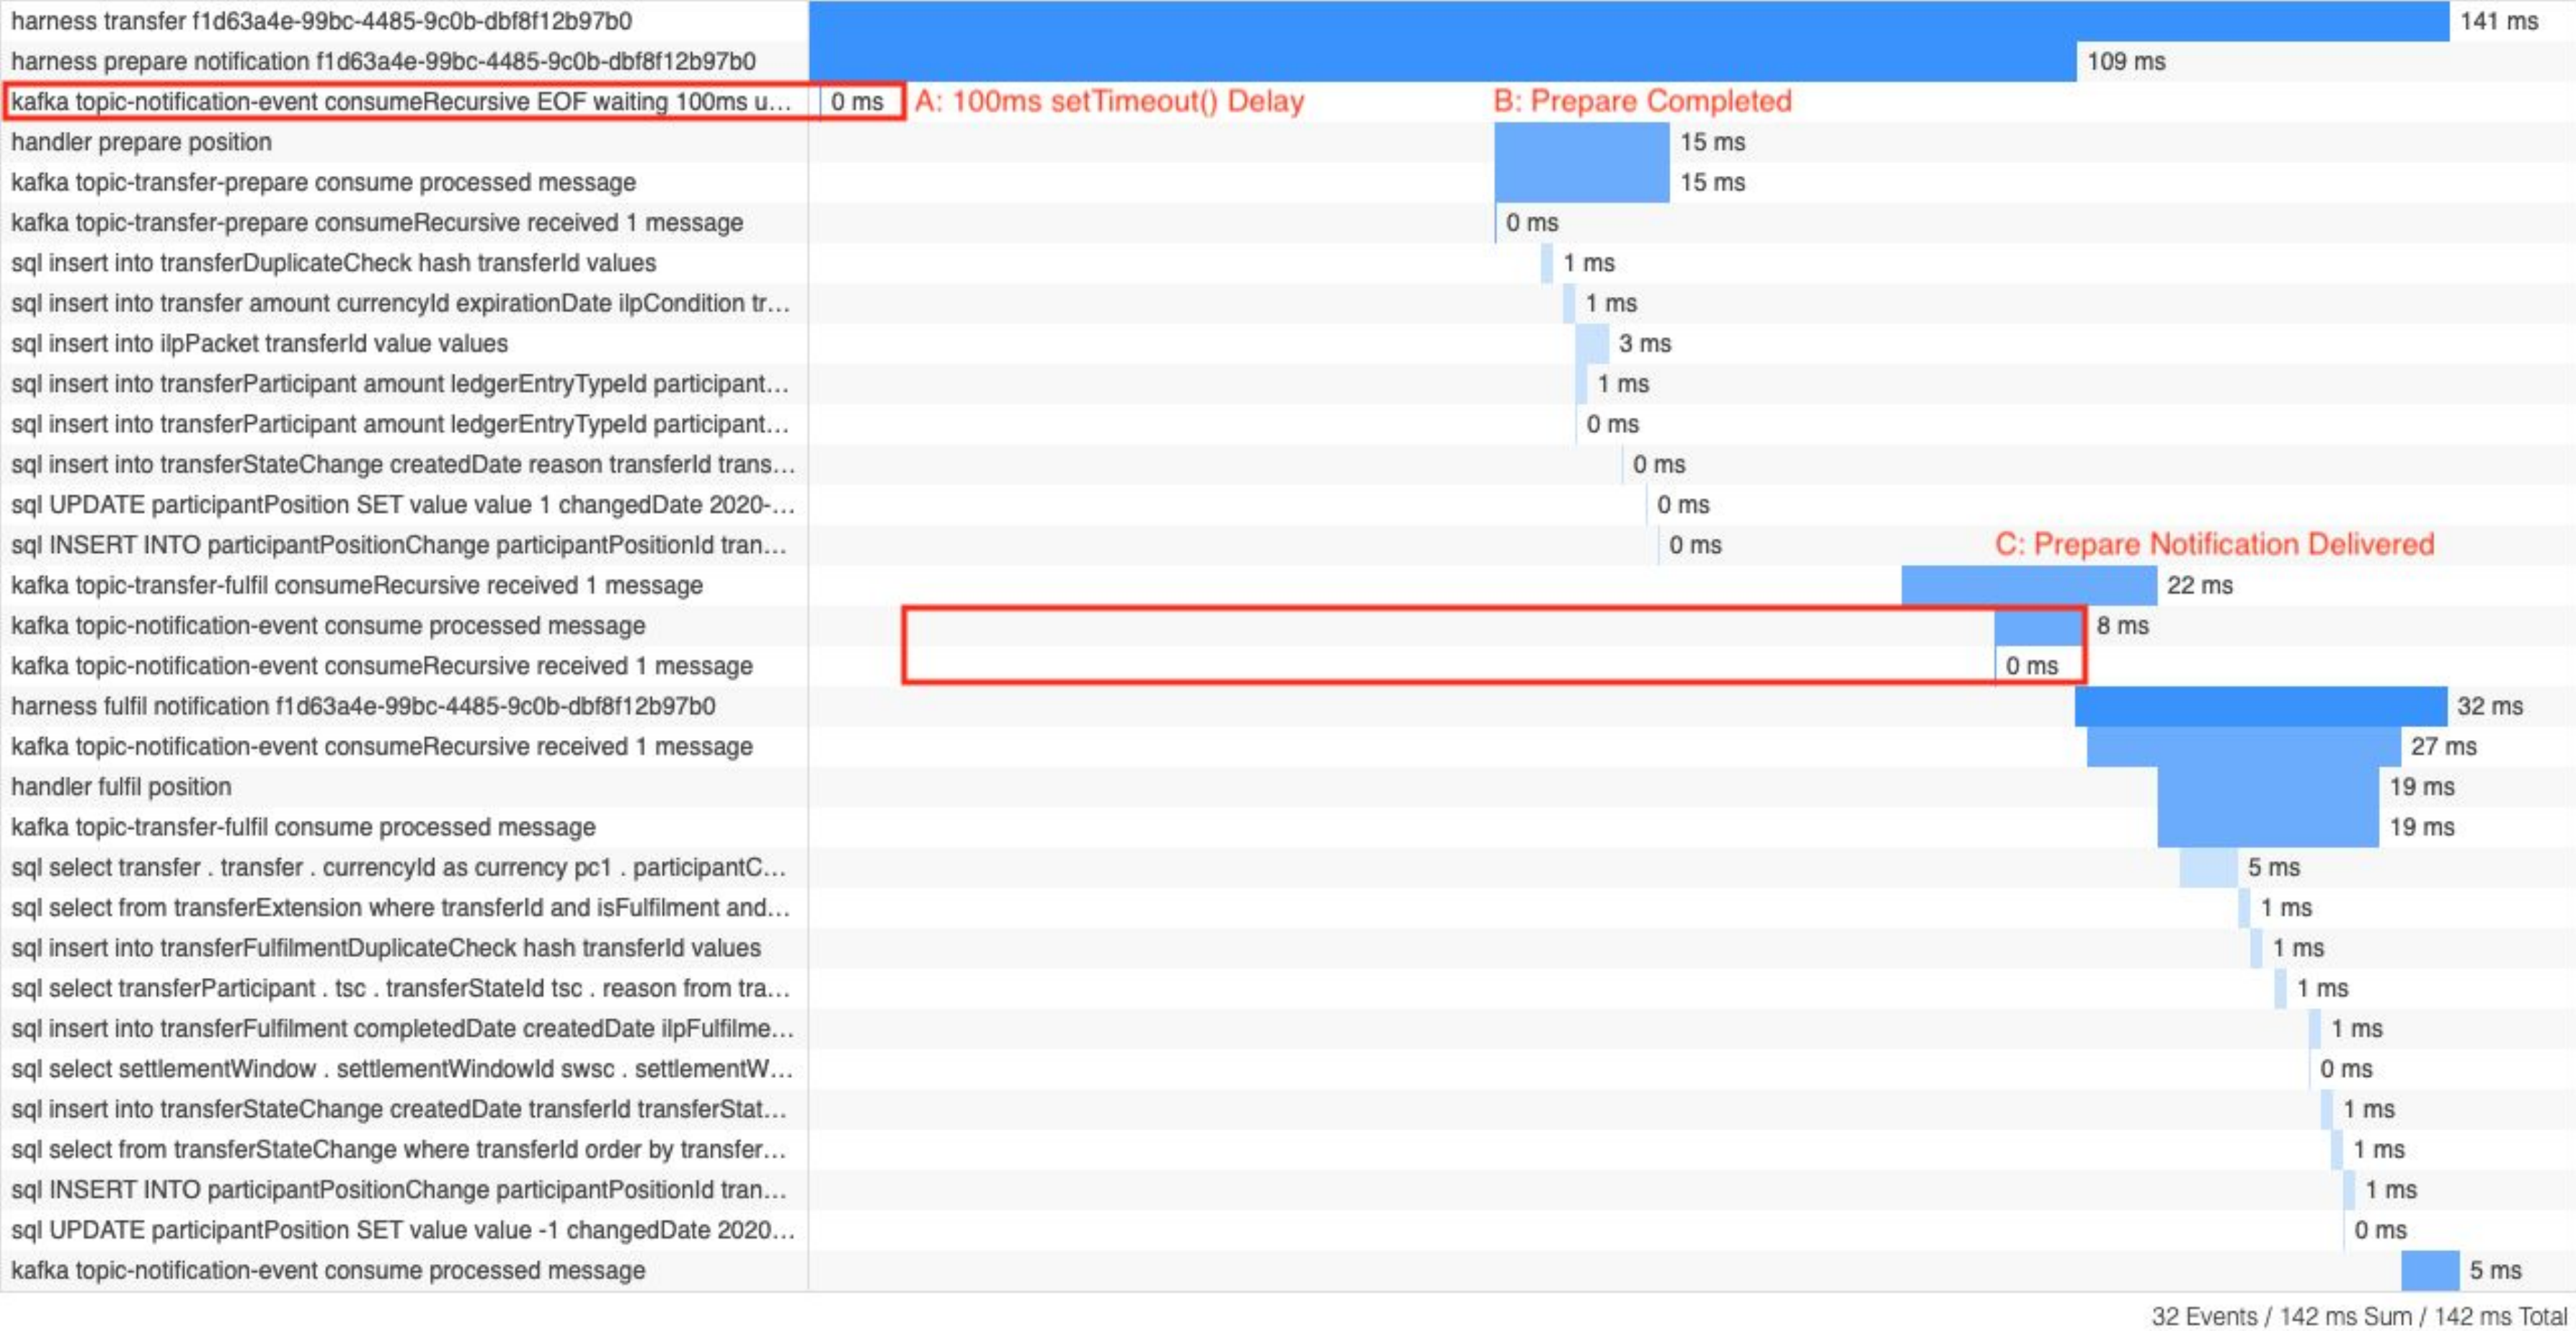 harness transfer f1d63a4e-99bc-4485-9c0b-dbf8f12b97b0 141 ms
harness prepare notification f1d63a4e-99bc-4485-9c0b-dbf8f12b97b0 109 ms
kafka topic-notification-event consumeRecursive EOF waiting 100ms u... 0 ms A: 100ms setTimeout() Delay B: Prepare Completed
handler prepare position 15 ms
kafka topic-transfer-prepare consume processed message 15 ms
kafka topic-transfer-prepare consumeRecursive received 1 message 0 ms
sql insert into transferDuplicateCheck hash transferId values 1 ms
sql insert into transfer amount currencyId expirationDate ilpCondition tr... 1 ms
sql insert into ilpPacket transferId value values 3 ms
sql insert into transferParticipant amount ledgerEntryTypeId participant... 1 ms
sql insert into transferParticipant amount ledgerEntryTypeId participant... 0 ms
sql insert into transferStateChange createdDate reason transferId trans... 0 ms
sql UPDATE participantPosition SET value value 1 changedDate 2020-... 0 ms
sql INSERT INTO participantPositionChange participantPositionId tran... 0 ms C: Prepare Notification Delivered
kafka topic-transfer-fulfil consumeRecursive received 1 message 22 ms
kafka topic-notification-event consume processed message 8 ms
kafka topic-notification-event consumeRecursive received 1 message 0 ms
harness fulfil notification f1d63a4e-99bc-4485-9c0b-dbf8f12b97b0 32 ms
kafka topic-notification-event consumeRecursive received 1 message 27 ms
handler fulfil position 19 ms
kafka topic-transfer-fulfil consume processed message 19 ms
sql select transfer . transfer . currencyId as currency pc1 . participantC... 5 ms
sql select from transferExtension where transferId and isFulfilment and... 1 ms
sql insert into transferFulfilmentDuplicateCheck hash transferId values 1 ms
sql select transferParticipant . tsc . transferStateId tsc . reason from tra... 1 ms
sql insert into transferFulfilment completedDate createdDate ilpFulfilme... 1 ms
sql select settlementWindow . settlementWindowId swsc . settlementW... 0 ms
sql insert into transferStateChange createdDate transferId transferStat... 1 ms
sql select from transferStateChange where transferId order by transfer... 1 ms
sql INSERT INTO participantPositionChange participantPositionId tran... 1 ms
sql UPDATE participantPosition SET value value -1 changedDate 2020... 0 ms
kafka topic-notification-event consume processed message 5 ms
32 Events / 142 ms Sum / 142 ms Total